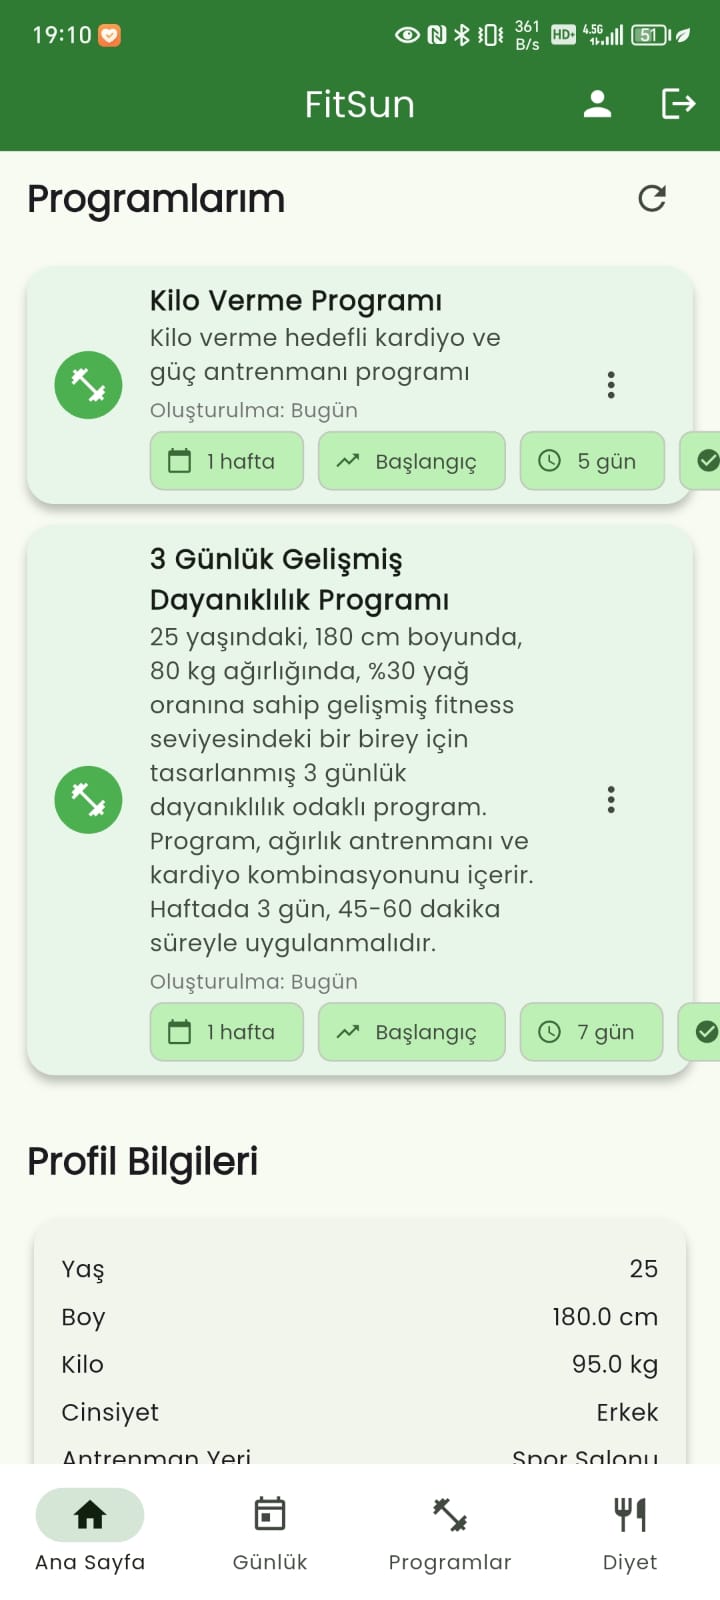 19:10
361
B/s
HD+
4.5G
51
FitSun
Programlarım
Kilo Verme Programı
Kilo verme hedefli kardiyo ve
güç antrenmanı programı
Oluşturulma: Bugün
1 hafta
Başlangıç
5 gün
3 Günlük Gelişmiş
Dayanıklılık Programı
25 yaşındaki, 180 cm boyunda,
80 kg ağırlığında, %30 yağ
oranına sahip gelişmiş fitness
seviyesindeki bir birey için
tasarlanmış 3 günlük
dayanıklılık odaklı program.
Program, ağırlık antrenmanı ve
kardiyo kombinasyonunu içerir.
Haftada 3 gün, 45-60 dakika
süreyle uygulanmalıdır.
Oluşturulma: Bugün
1 hafta
Başlangıç
7 gün
Profil Bilgileri
Yaş 25
Boy 180.0 cm
Kilo 95.0 kg
Cinsiyet Erkek
Antrenman Yeri Spor Salonu
Ana Sayfa
Günlük
Programlar
Diyet